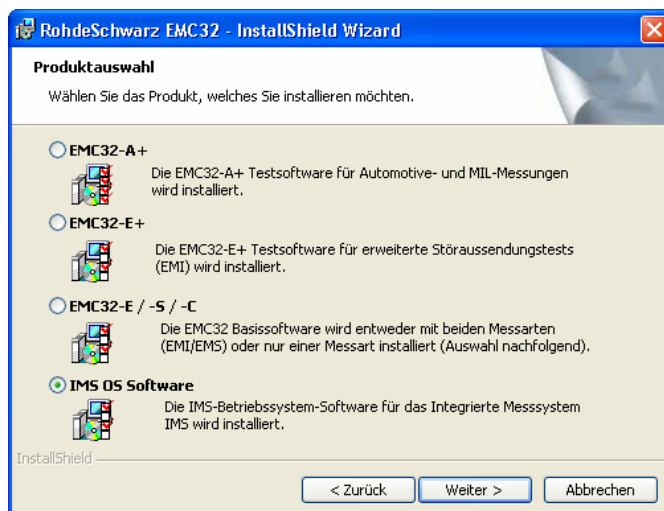 RohdeSchwarz EMC32 - InstallShield Wizard
Produktauswahl
Wählen Sie das Produkt, welches Sie installieren möchten.
EMC32-A+
Die EMC32-A+ Testsoftware für Automotive- und MIL-Messungen
wird installiert.
EMC32-E+
Die EMC32-E+ Testsoftware für erweiterte Störaussendungstests
(EMI) wird installiert.
EMC32-E / -S / -C
Die EMC32 Basissoftware wird entweder mit beiden Messarten
(EMI/EMS) oder nur einer Messart installiert (Auswahl nachfolgend).
IMS OS Software
Die IMS-Betriebssystem-Software für das Integrierte Messsystem
IMS wird installiert.
InstallShield
< Zurück
Weiter >
Abbrechen